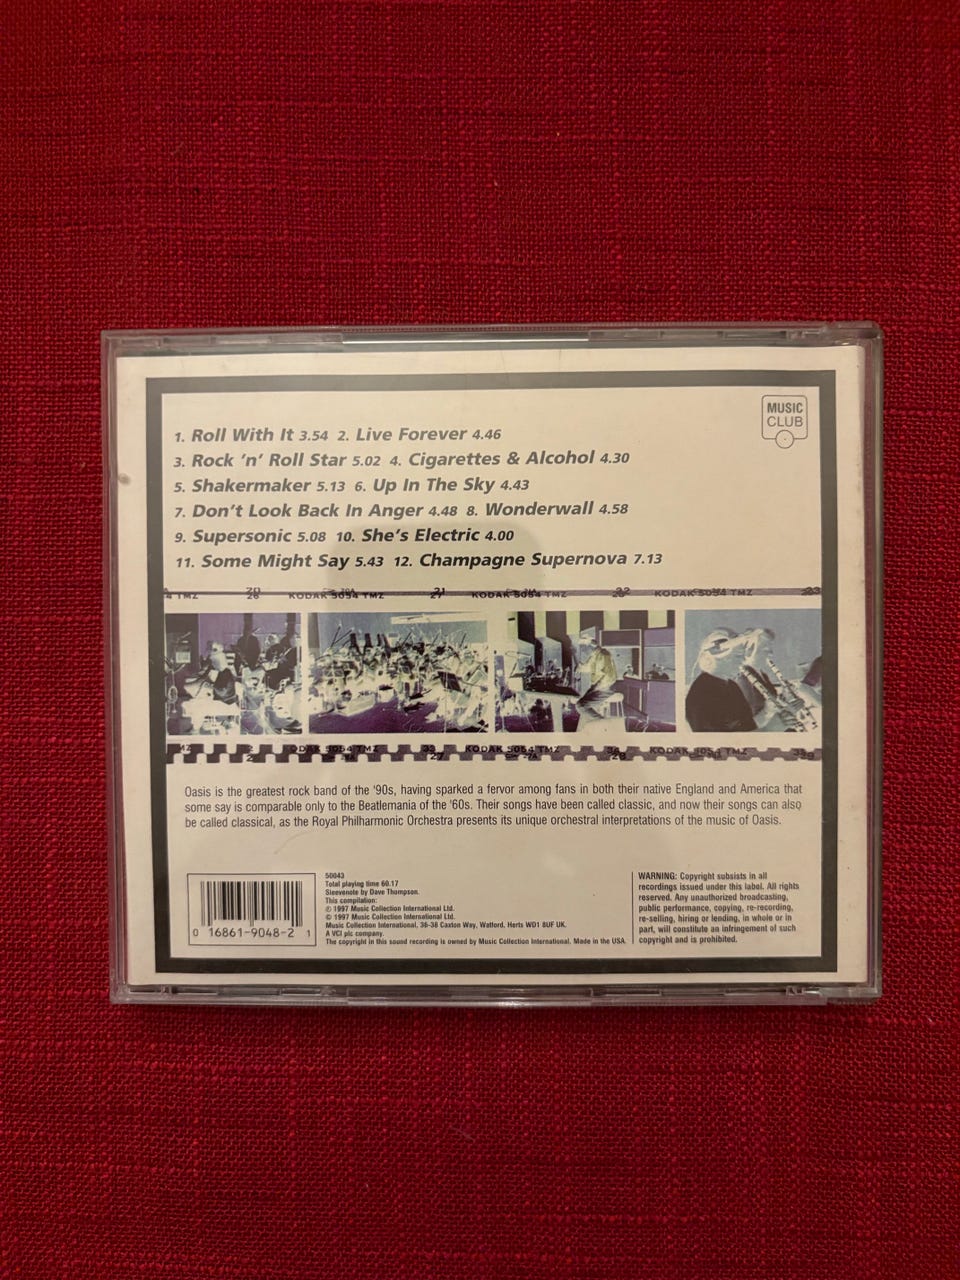 MUSIC
CLUB
1. Roll With It 3.54 2. Live Forever 4.46
3. Rock 'n' Roll Star 5.02 4. Cigarettes & Alcohol 4.30
5. Shakermaker 5.13 6. Up In The Sky 4.43
7. Don't Look Back In Anger 4.48 8. Wonderwall 4.58
9. Supersonic 5.08 10. She's Electric 4.00
11. Some Might Say 5.43 12. Champagne Supernova 7.13
KODAK 5054 TMZ KODAK 5054 TMZ KODAK 5054 TMZ
KODAK 5054 TMZ KODAK 5054 TMZ KODAK 5054 TMZ
Oasis is the greatest rock band of the '90s, having sparked a fervor among fans in both their native England and America that
some say is comparable only to the Beatlemania of the '60s. Their songs have been called classic, and now their songs can also
be called classical, as the Royal Philharmonic Orchestra presents its unique orchestral interpretations of the music of Oasis.
0 16861-9048-2 1
50043
Total playing time 60.17
Sleevenote by Dave Thompson.
This compilation:
℗ 1997 Music Collection International Ltd.
© 1997 Music Collection International Ltd.
Music Collection International, 36-38 Caxton Way, Watford, Herts WD1 8UF UK.
A VCI plc company.
The copyright in this sound recording is owned by Music Collection International. Made in the USA.
WARNING: Copyright subsists in all
recordings issued under this label. All rights
reserved. Any unauthorized broadcasting,
public performance, copying, re-recording,
re-selling, hiring or lending, in whole or in
part, will constitute an infringement of such
copyright and is prohibited.